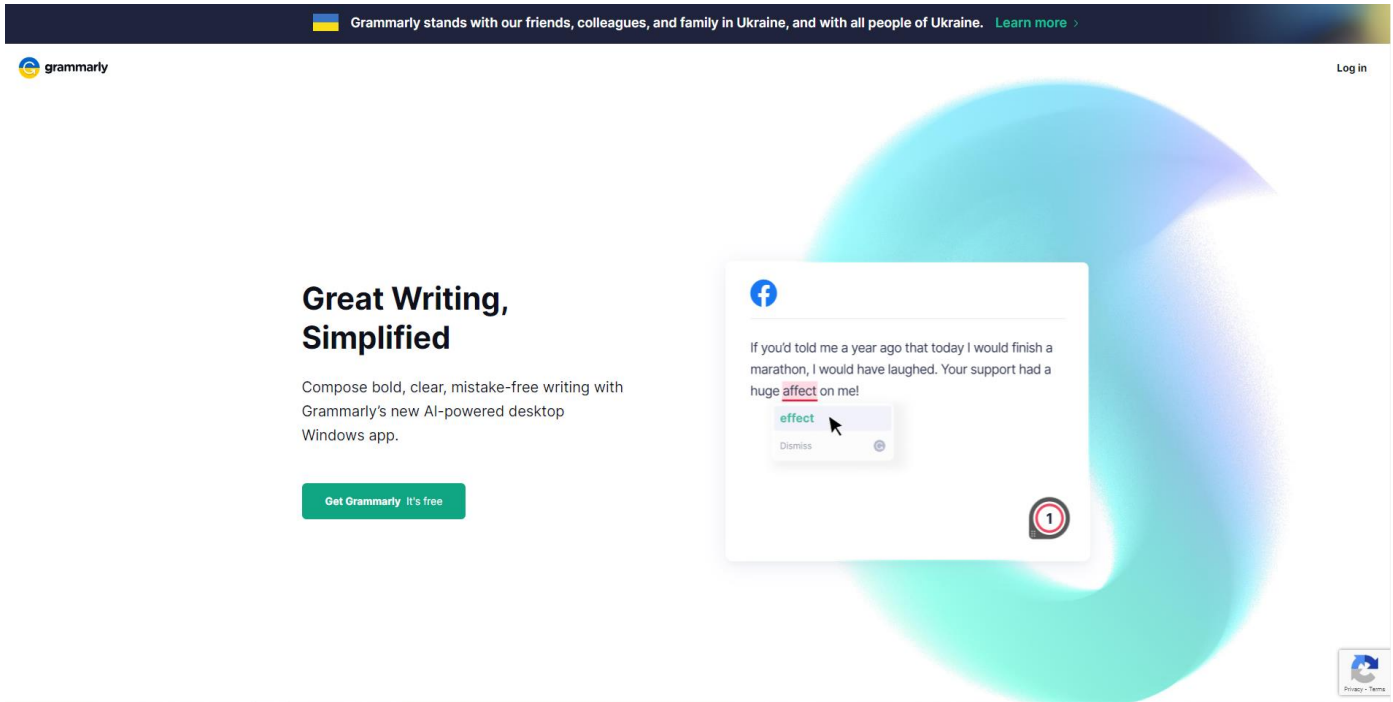 Grammarly stands with our friends, colleagues, and family in Ukraine, and with all people of Ukraine. Learn more >
grammarly
Log in
Great Writing,
Simplified
Compose bold, clear, mistake-free writing with
Grammarly's new AI-powered desktop
Windows app.
Get Grammarly It's free
If you'd told me a year ago that today I would finish a
marathon, I would have laughed. Your support had a
huge affect on me!
effect
Dismiss
1
Privacy - Terms